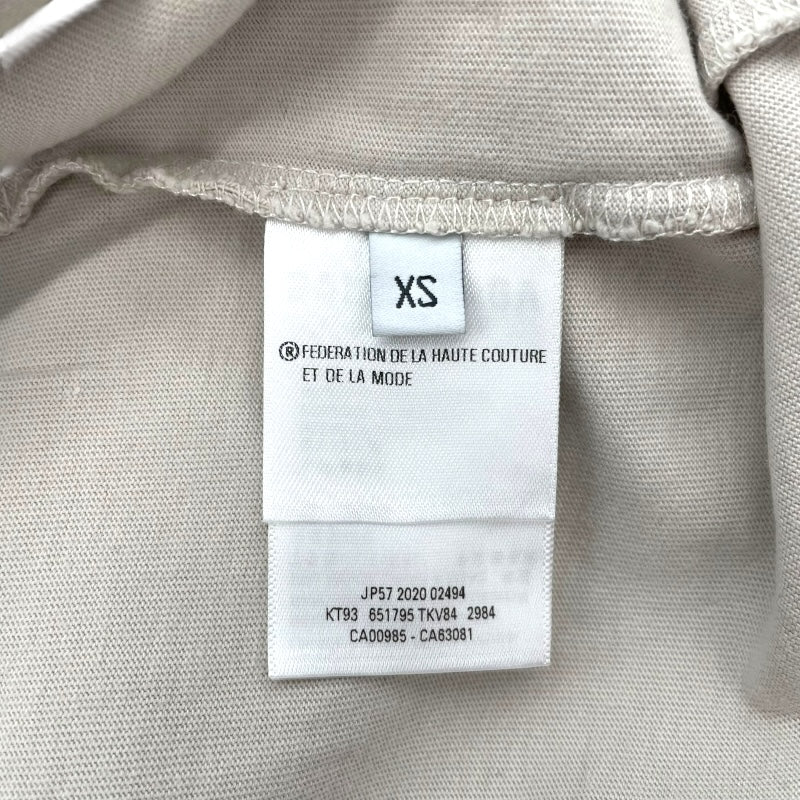 XS
®FEDERATION DE LA HAUTE COUTURE
ET DE LA MODE
JP57 2020 02494
KT93 651795 TKV84 2984
CA00985 - CA63081